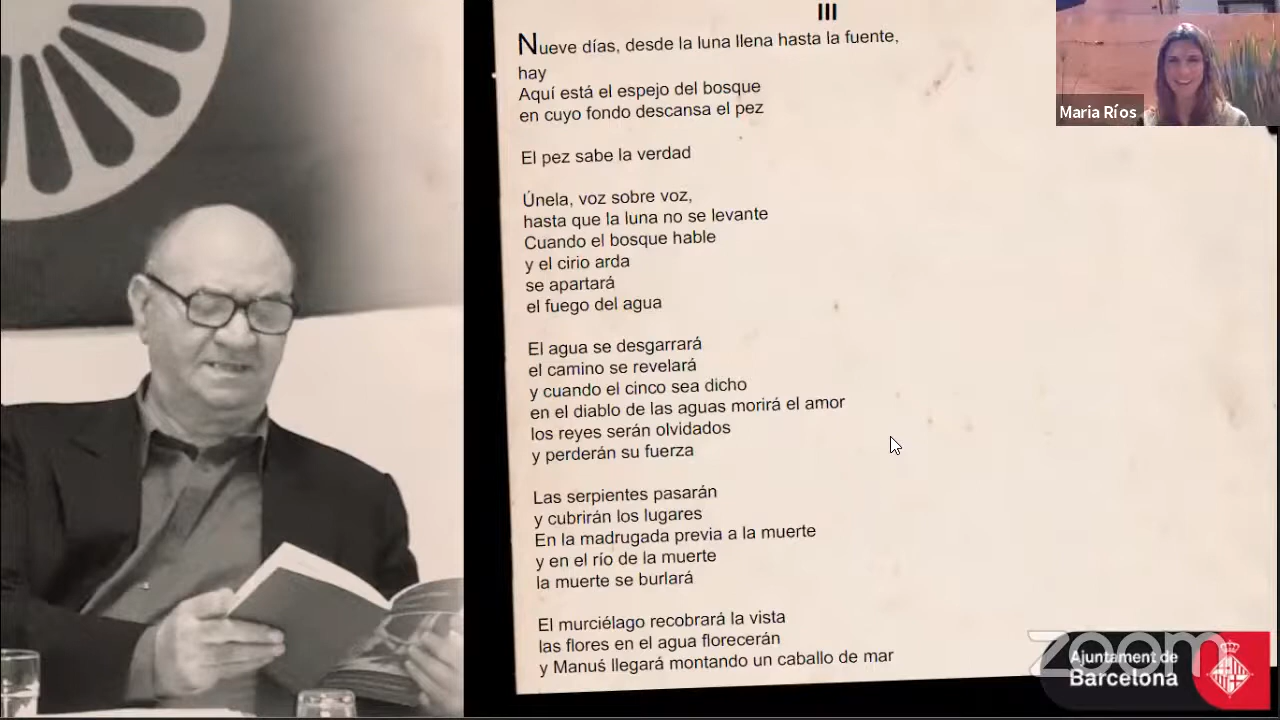 III
Nueve días, desde la luna llena hasta la fuente,
hay
Aquí está el espejo del bosque
en cuyo fondo descansa el pez
El pez sabe la verdad
Únela, voz sobre voz,
hasta que la luna no se levante
Cuando el bosque hable
y el cirio arda
se apartará
el fuego del agua
El agua se desgarrará
el camino se revelará
y cuando el cinco sea dicho
en el diablo de las aguas morirá el amor
los reyes serán olvidados
y perderán su fuerza
Las serpientes pasarán
y cubrirán los lugares
En la madrugada previa a la muerte
y en el río de la muerte
la muerte se burlará
El murciélago recobrará la vista
las flores en el agua florecerán
y Manuś llegará montando un caballo de mar
Maria Ríos
zoom
Ajuntament de
Barcelona